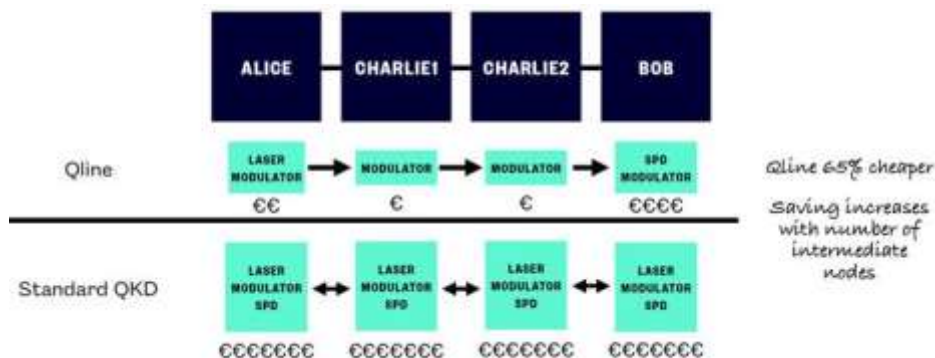 ALICE CHARLIE1 CHARLIE2 BOB
Qline
LASER
MODULATOR
MODULATOR
MODULATOR
SPD
MODULATOR
€€ € € €€€€
Qline 65% cheaper
Saving increases
with number of
intermediate
nodes
Standard QKD
LASER
MODULATOR
SPD
LASER
MODULATOR
SPD
LASER
MODULATOR
SPD
LASER
MODULATOR
SPD
€€€€€€€ €€€€€€€ €€€€€€€ €€€€€€€